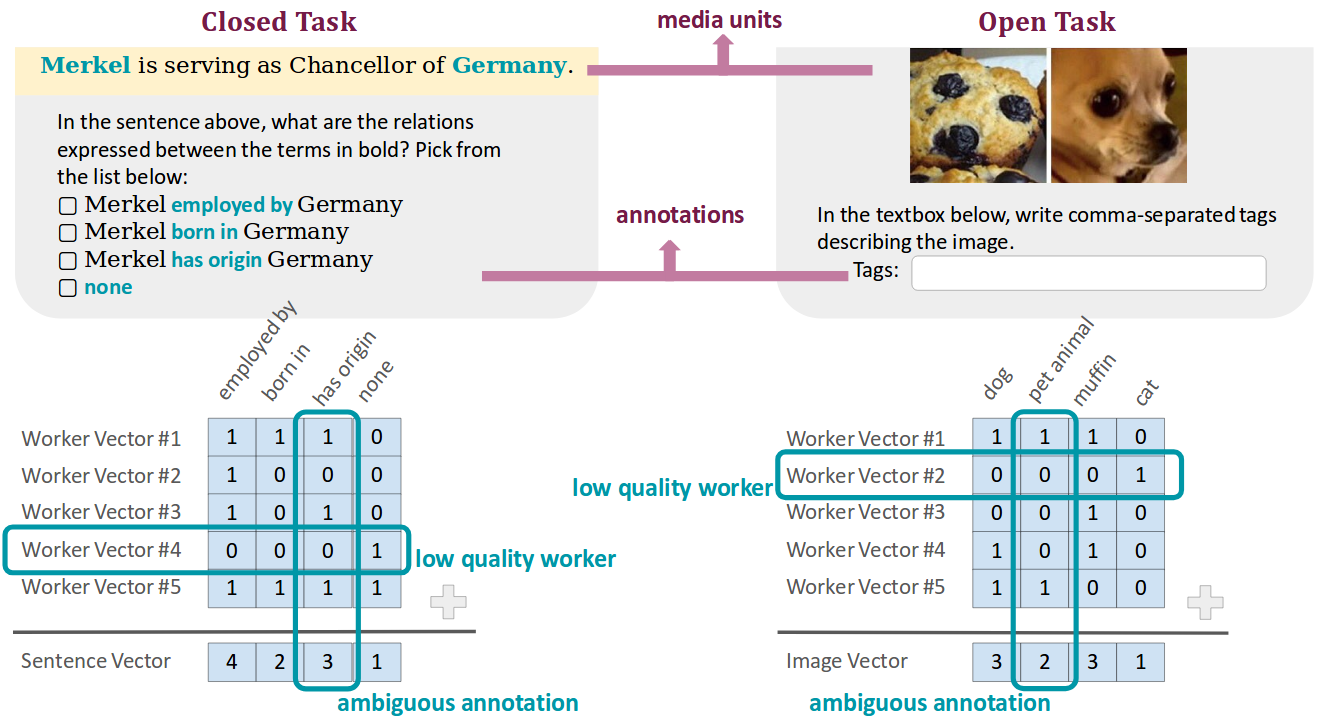 Closed Task
media units
Open Task
Merkel is serving as Chancellor of Germany.
In the sentence above, what are the relations
expressed between the terms in bold? Pick from
the list below:
Merkel employed by Germany
Merkel born in Germany
Merkel has origin Germany
none
annotations
In the textbox below, write comma-separated tags
describing the image.
Tags:
employed by
born in
has origin
none
Worker Vector #1 1 1 1 0
Worker Vector #2 1 0 0 0
Worker Vector #3 1 0 1 0
Worker Vector #4 0 0 0 1
low quality worker
Worker Vector #5 1 1 1 1
Sentence Vector 4 2 3 1
ambiguous annotation
dog
pet animal
muffin
cat
Worker Vector #1 1 1 1 0
low quality worker
Worker Vector #2 0 0 0 1
Worker Vector #3 0 0 1 0
Worker Vector #4 1 0 1 0
Worker Vector #5 1 1 0 0
Image Vector 3 2 3 1
ambiguous annotation